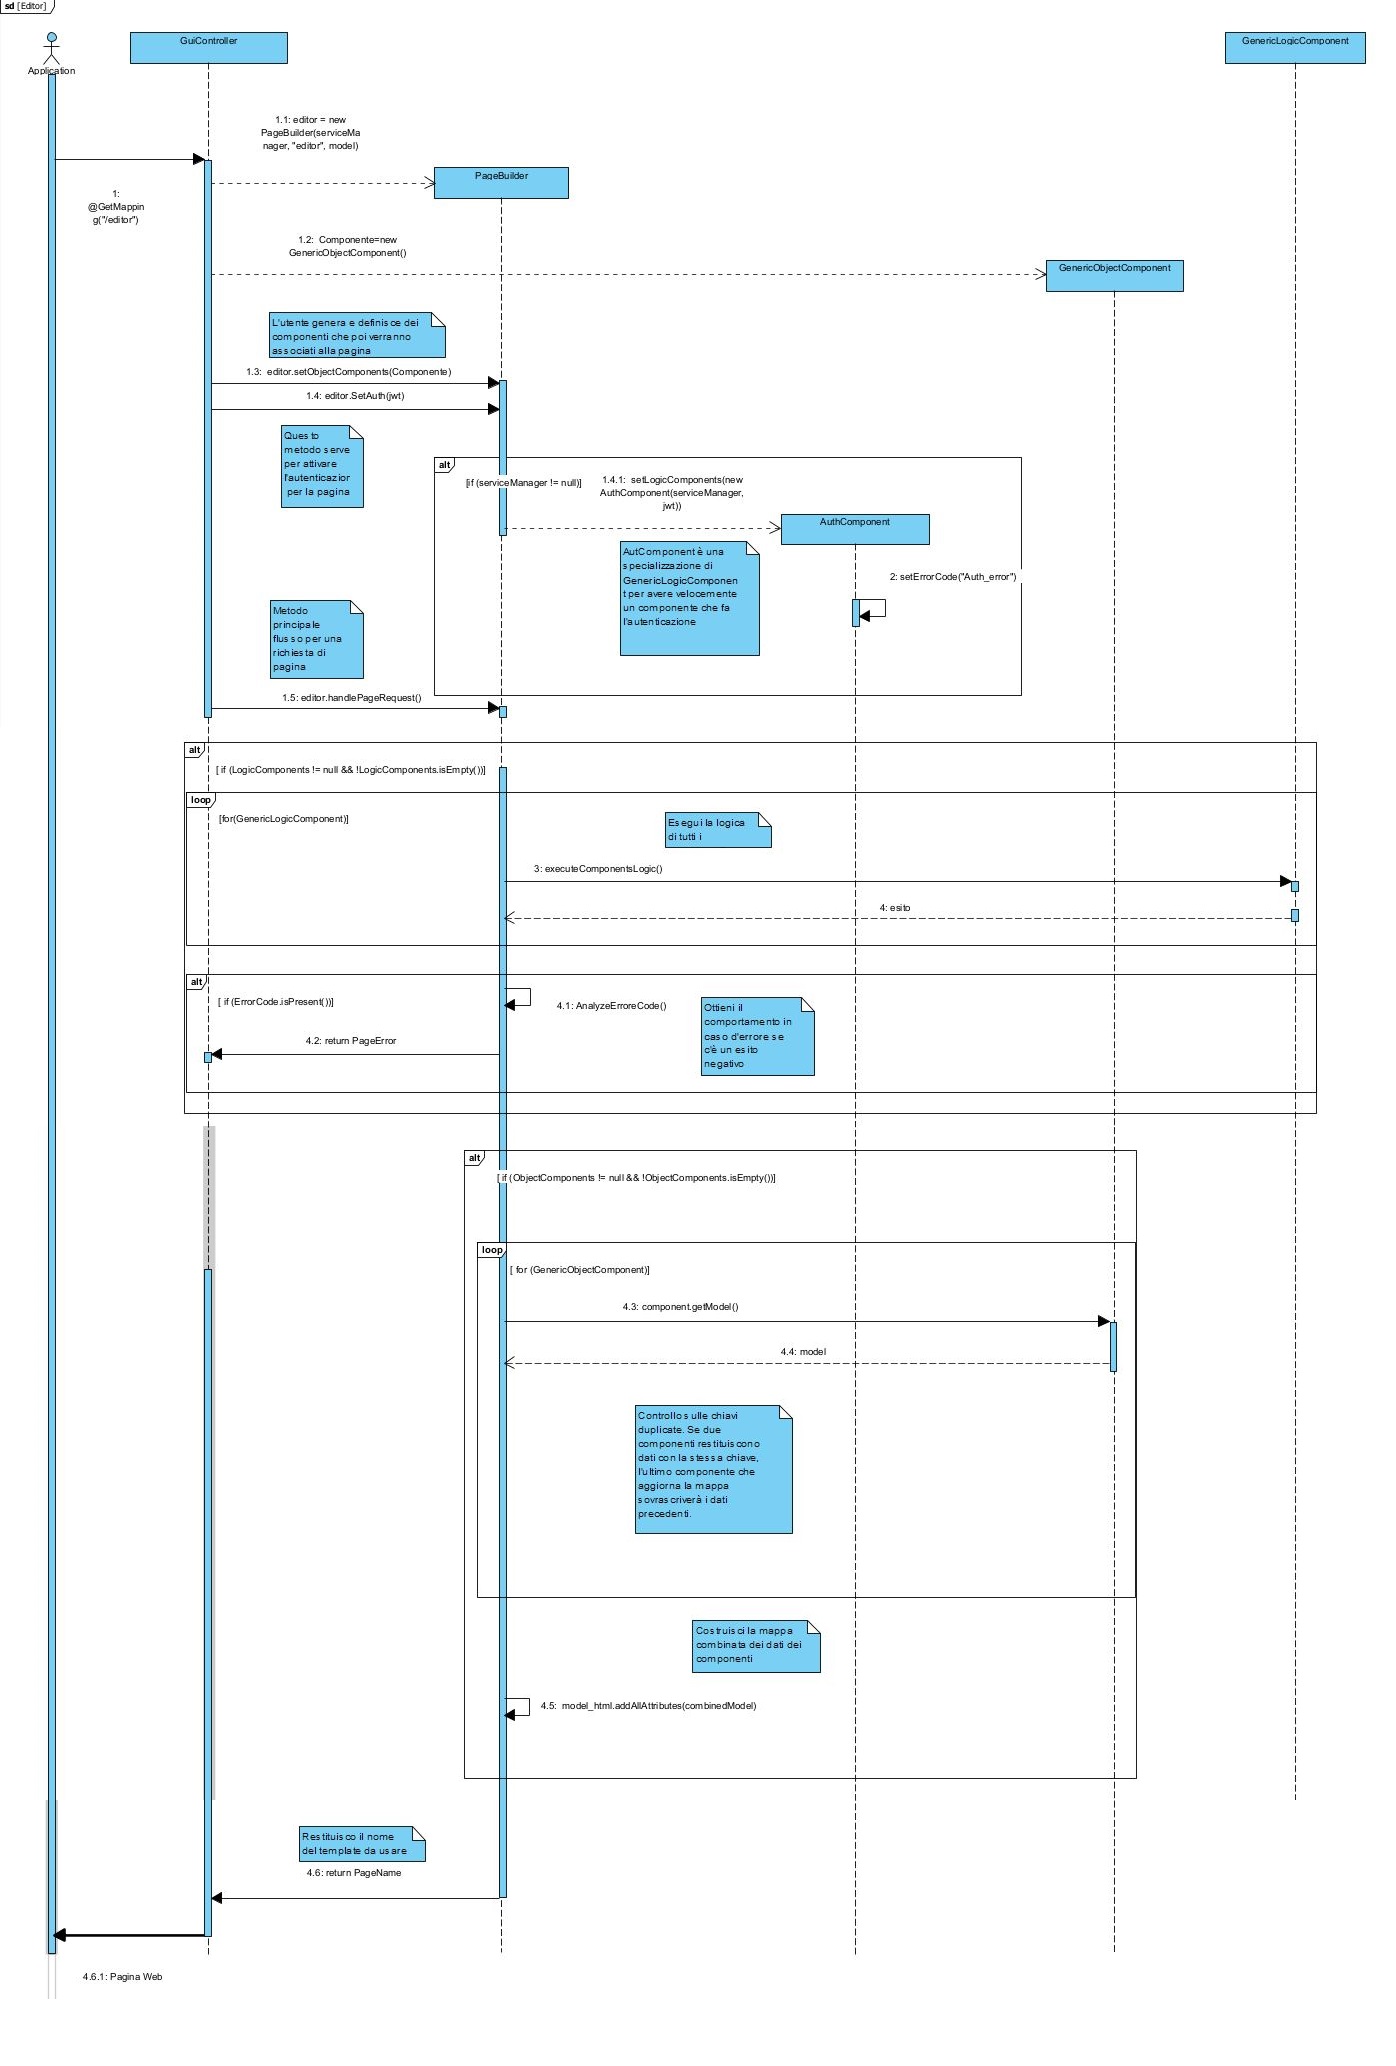 sd [Editor]
Application
GuiController
GenericLogicComponent
1.1: editor = new
PageBuilder(serviceMa
nager, "editor", model)
PageBuilder
1:
@GetMappin
g("/editor")
1.2: Componente=new
GenericObjectComponent()
GenericObjectComponent
L'utente genera e definisce dei
componenti che poi verranno
associati alla pagina
1.3: editor.setObjectComponents(Componente)
1.4: editor.SetAuth(jwt)
Questo
metodo serve
per attivare
l'autenticazior
per la pagina
alt
[if (serviceManager != null)]
1.4.1: setLogicComponents(new
AuthComponent(serviceManager,
jwt))
AuthComponent
AutComponent è una
specializzazione di
GenericLogicComponen
t per avere velocemente
un componente che fa
l'autenticazione
2: setErrorCode("Auth_error")
Metodo
principale
flusso per una
richiesta di
pagina
1.5: editor.handlePageRequest()
alt
[ if (LogicComponents != null && !LogicComponents.isEmpty())]
loop
[for(GenericLogicComponent)]
Esegui la logica
di tutti i
3: executeComponentsLogic()
4: esito
alt
[ if (ErrorCode.isPresent())]
4.1: AnalyzeErroreCode()
Ottieni il
comportamento in
caso d'errore se
c'è un esito
negativo
4.2: return PageError
alt
[ if (ObjectComponents != null && !ObjectComponents.isEmpty())]
loop
[ for (GenericObjectComponent)]
4.3: component.getModel()
4.4: model
Controllo sulle chiavi
duplicate. Se due
componenti restituiscono
dati con la stessa chiave,
l'ultimo componente che
aggiorna la mappa
sovrascriverà i dati
precedenti.
Costruisci la mappa
combinata dei dati dei
componenti
4.5: model_html.addAllAttributes(combinedModel)
Restituisco il nome
del template da usare
4.6: return PageName
4.6.1: Pagina Web